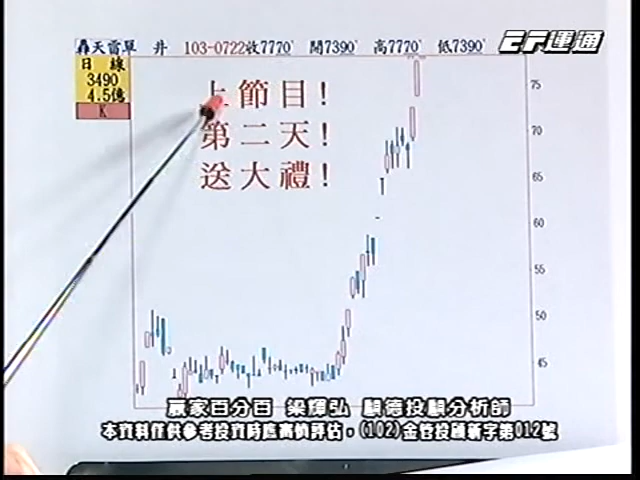 轟天雷單 井 103-0722收7770' 開7390' 高7770' 低7390'
EF運通
日 線
3490
4.5億
K
上節目!
第二天!
送大禮!
75
70
65
60
55
50
45
贏家百分百 梁輝弘 顧德投顧分析師
本資料僅供參考投資時應審慎評估，(102)金管投顧新字第012號